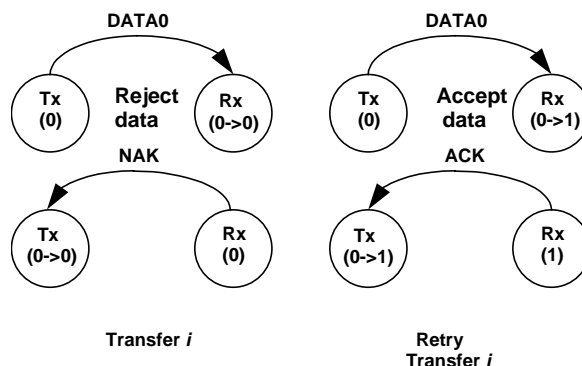 DATA0
Tx
(0)
Reject
data
Rx
(0->0)
NAK
Tx
(0->0)
Rx
(0)
Transfer i
DATA0
Tx
(0)
Accept
data
Rx
(0->1)
ACK
Tx
(0->1)
Rx
(1)
Retry
Transfer i